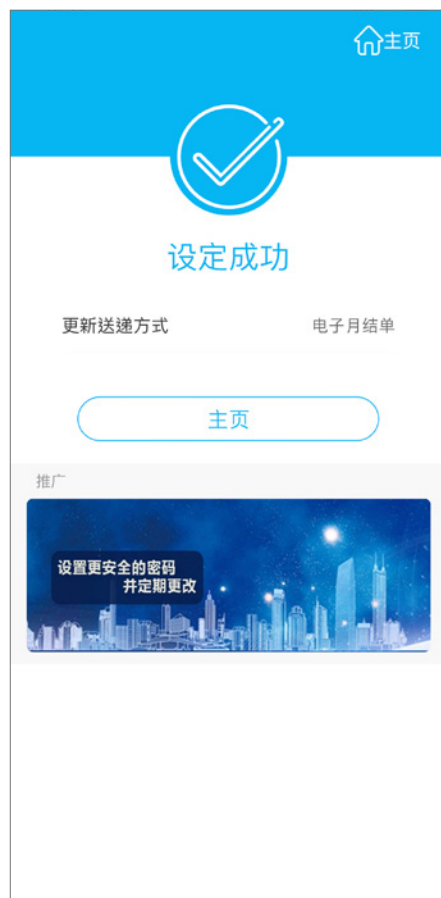 主页
设定成功
更新送递方式 电子月结单
主页
推广
设置更安全的密码
并定期更改